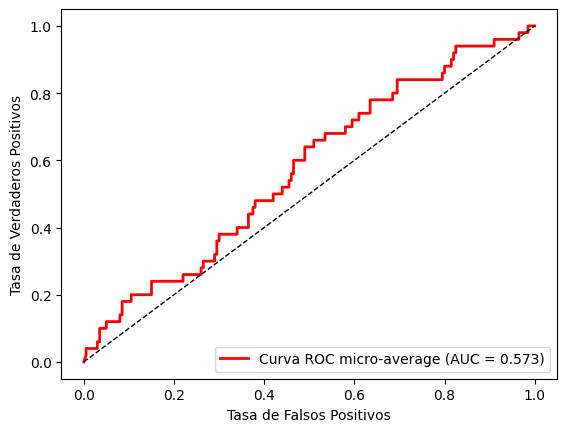 1.0
0.8
0.6
0.4
0.2
0.0
Tasa de Verdaderos Positivos
Curva ROC micro-average (AUC = 0.573)
0.0 0.2 0.4 0.6 0.8 1.0
Tasa de Falsos Positivos